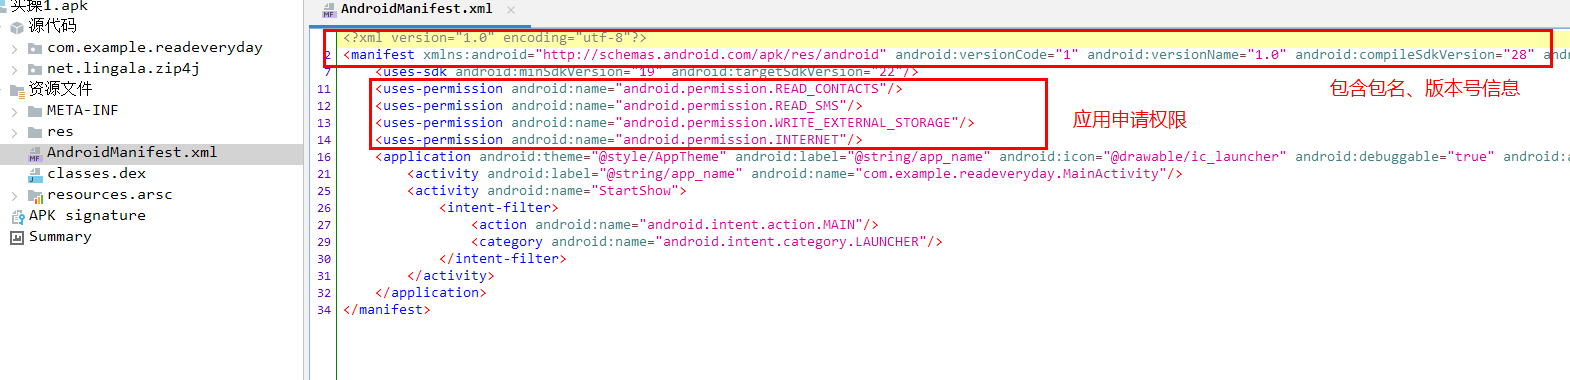 实操1.apk
源代码
com.example.readeveryday
net.lingala.zip4j
资源文件
META-INF
res
AndroidManifest.xml
classes.dex
resources.arsc
APK signature
Summary
AndroidManifest.xml
<?xml version="1.0" encoding="utf-8"?>
2 <manifest xmlns:android="http://schemas.android.com/apk/res/android" android:versionCode="1" android:versionName="1.0" android:compileSdkVersion="28"
7 <uses-sdk android:minSdkVersion="19" android:targetSdkVersion="22"/>
11 <uses-permission android:name="android.permission.READ_CONTACTS"/>
12 <uses-permission android:name="android.permission.READ_SMS"/>
13 <uses-permission android:name="android.permission.WRITE_EXTERNAL_STORAGE"/>
14 <uses-permission android:name="android.permission.INTERNET"/>
包含包名、版本号信息
应用申请权限
16 <application android:theme="@style/AppTheme" android:label="@string/app_name" android:icon="@drawable/ic_launcher" android:debuggable="true" android:a
21 <activity android:label="@string/app_name" android:name="com.example.readeveryday.MainActivity"/>
25 <activity android:name="StartShow">
26 <intent-filter>
27 <action android:name="android.intent.action.MAIN"/>
29 <category android:name="android.intent.category.LAUNCHER"/>
30 </intent-filter>
31 </activity>
32 </application>
34 </manifest>